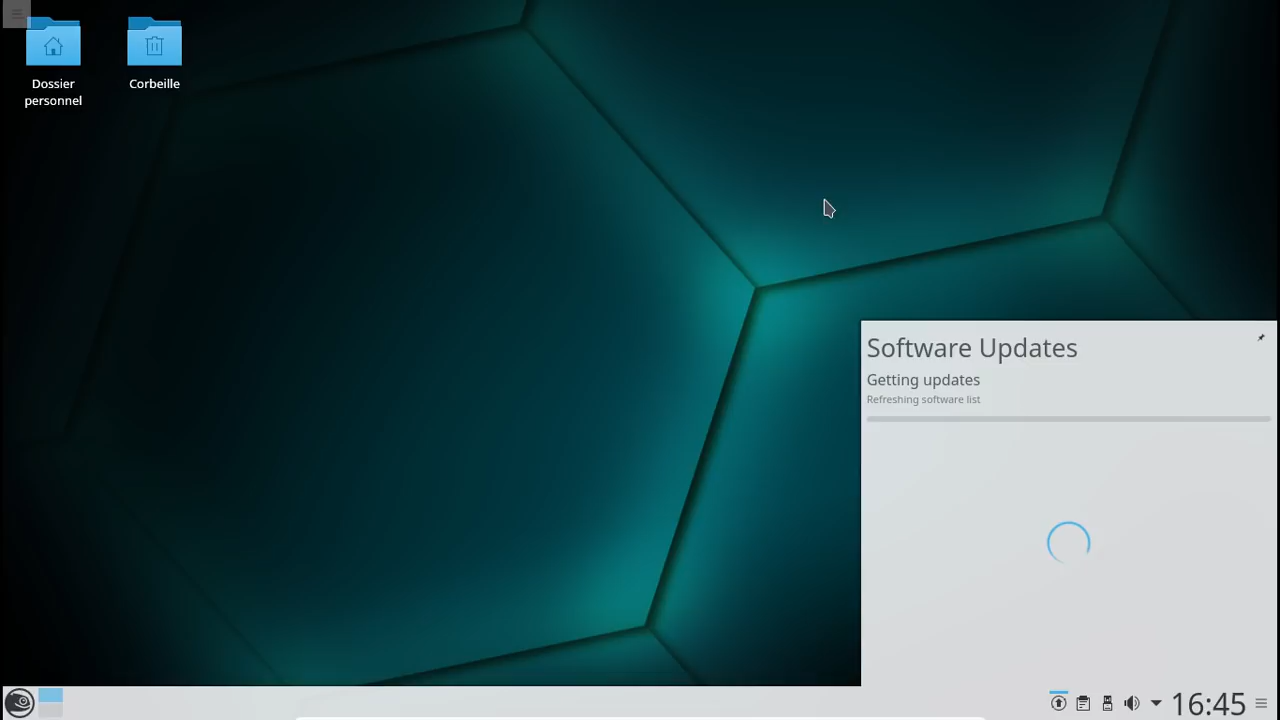 Dossier
personnel
Corbeille
Software Updates
Getting updates
Refreshing software list
16:45